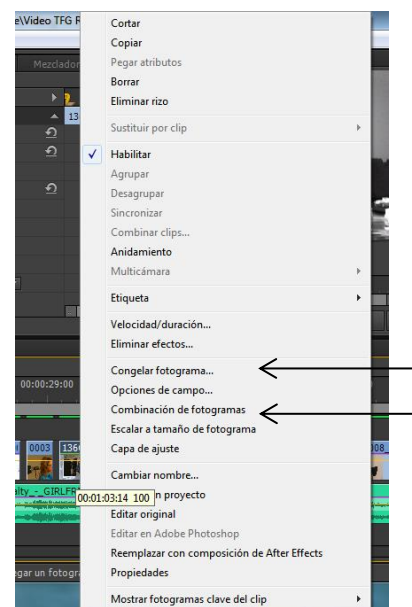 e\Video TFG R
Cortar
Copiar
Mezclador
Pegar atributos
Borrar
Eliminar rizo
13
Sustituir por clip
Habilitar
Agrupar
Desagrupar
Sincronizar
Combinar clips...
Anidamiento
Multicámara
Etiqueta
Velocidad/duración...
Eliminar efectos...
Congelar fotograma...
00:00:29:00
Opciones de campo...
Combinación de fotogramas
Escalar a tamaño de fotograma
0003 136
Capa de ajuste
008_
Cambiar nombre...
alty - GIRLFR
00:01:03:14 100
n proyecto
Editar original
Editar en Adobe Photoshop
Reemplazar con composición de After Effects
egar un fotogra
Propiedades
Mostrar fotogramas clave del clip